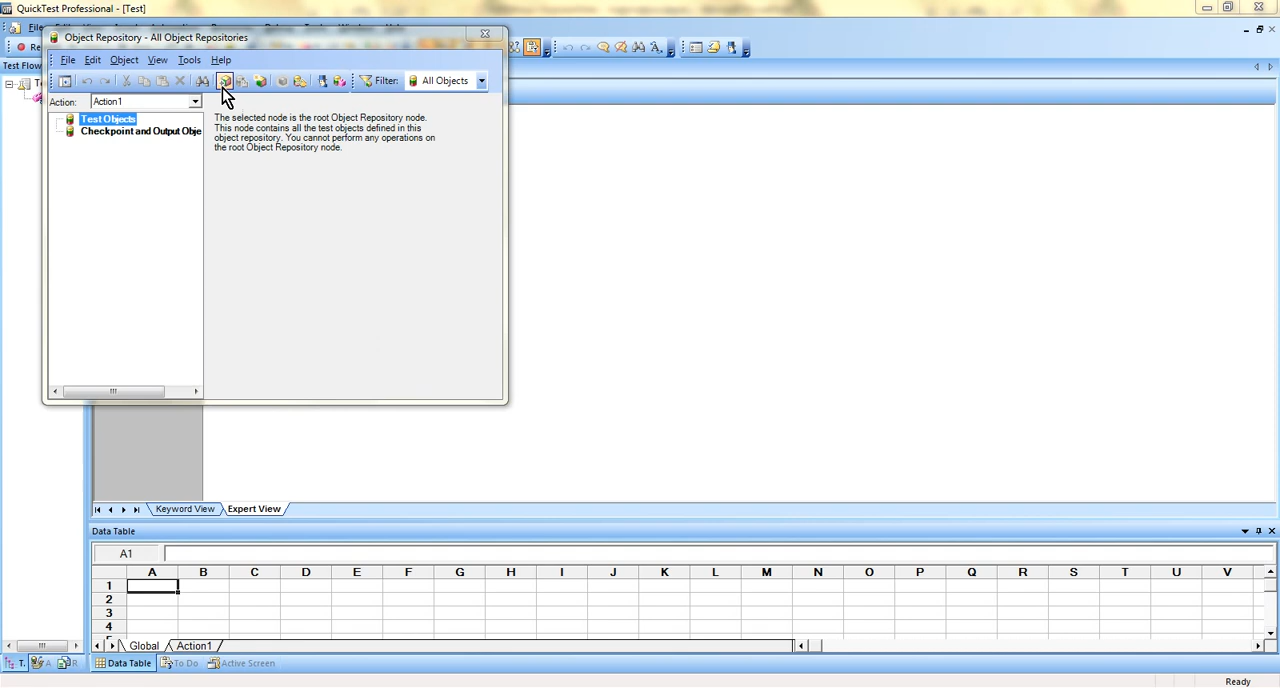 QuickTest Professional - [Test]
File
Object Repository - All Object Repositories
Re
Test Flow
File Edit Object View Tools Help
Filter: All Objects
Action: Action1
Test Objects
Checkpoint and Output Obje
The selected node is the root Object Repository node.
This node contains all the test objects defined in this
object repository. You cannot perform any operations on
the root Object Repository node.
Keyword View Expert View
Data Table
A1
A B C D E F G H I J K L M N O P Q R S T U V
1
2
3
4
Global Action1
T. A R Data Table To Do Active Screen
Ready